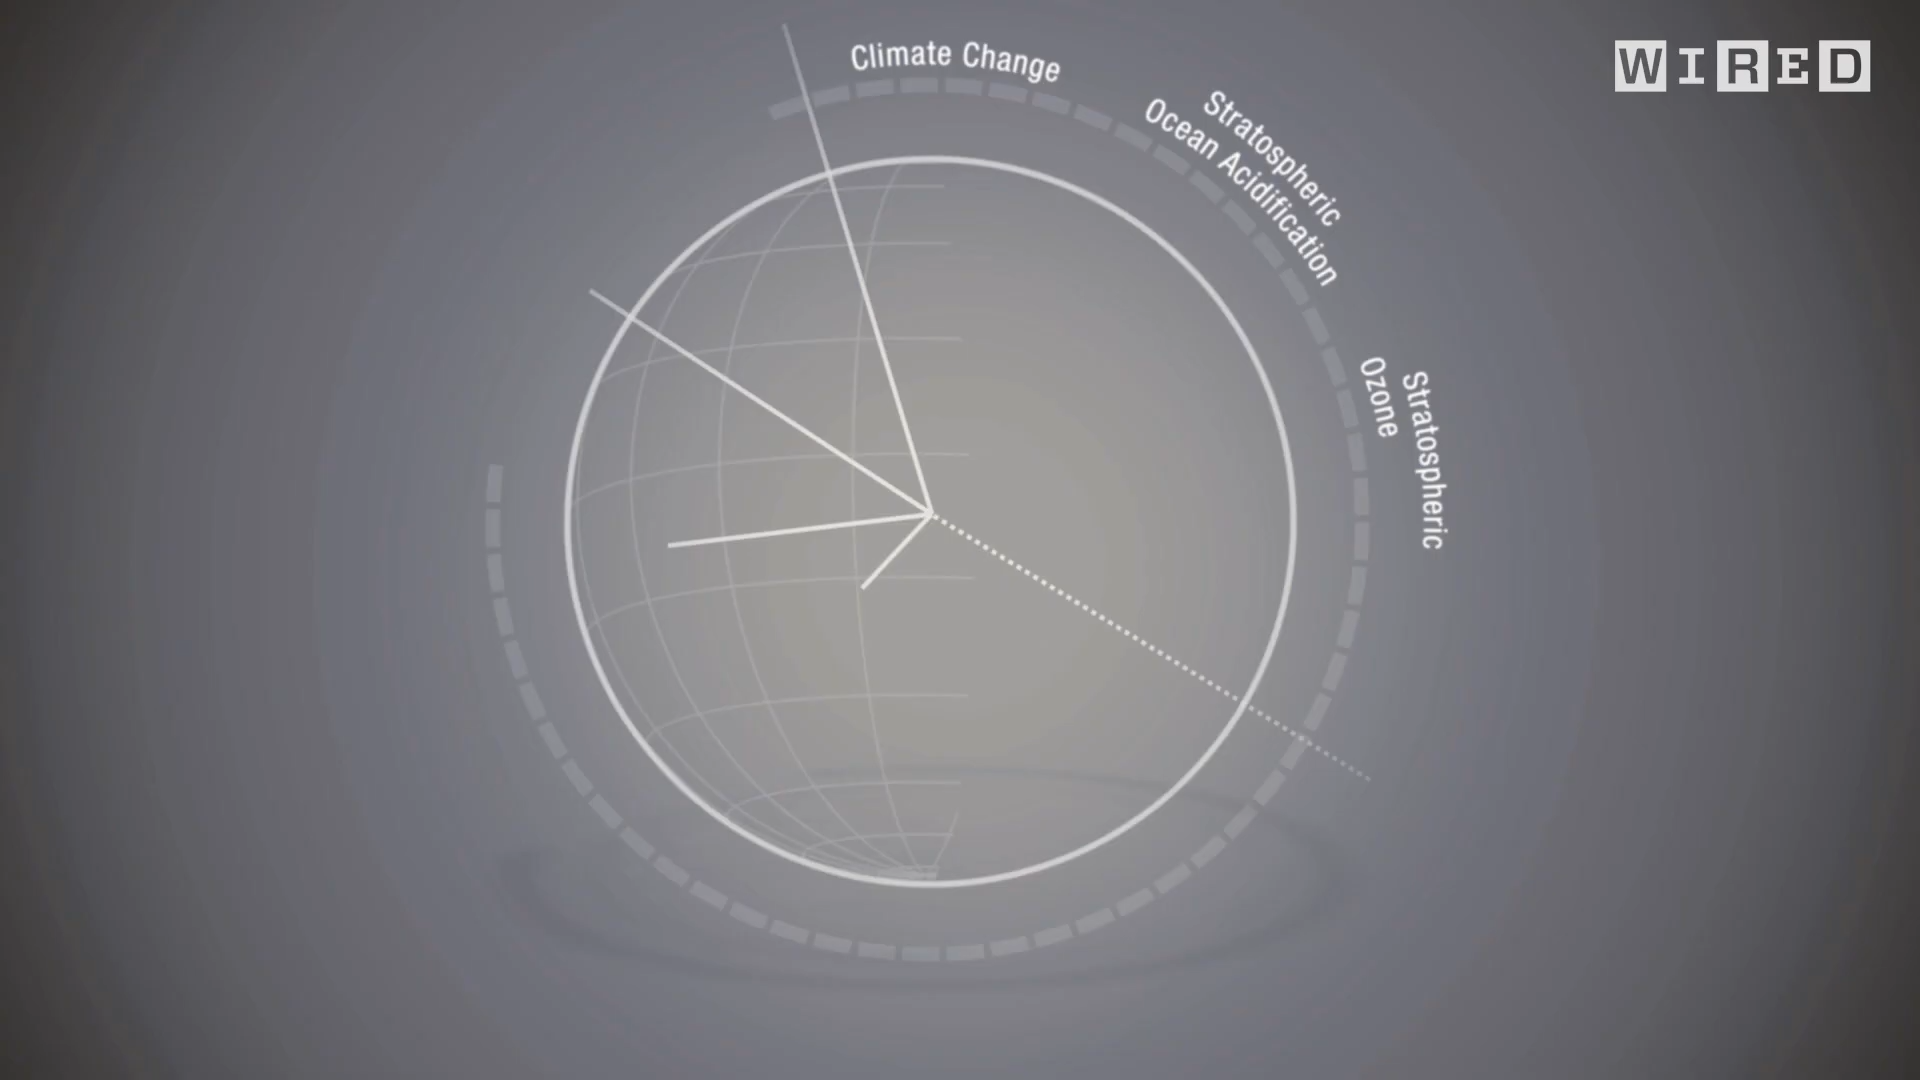 Climate Change
WIRED
Stratospheric
Ocean Acidification
Stratospheric
Ozone